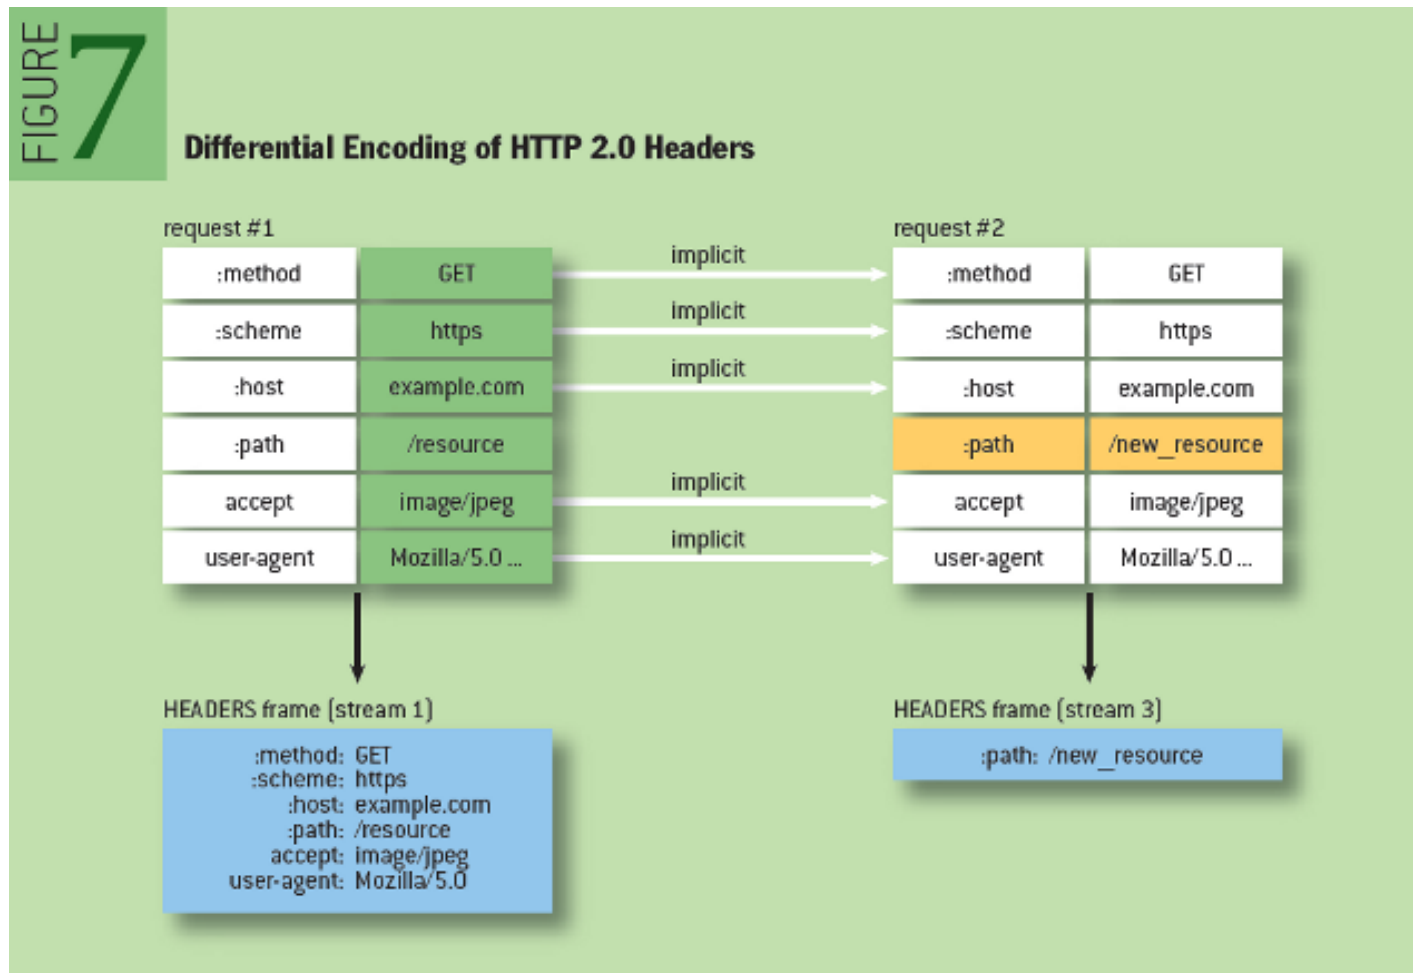 FIGURE 7
Differential Encoding of HTTP 2.0 Headers
request #1
request #2
:method GET implicit :method GET
:scheme https implicit :scheme https
:host example.com implicit :host example.com
:path /resource :path /new_resource
accept image/jpeg implicit accept image/jpeg
user-agent Mozilla/5.0 ... implicit user-agent Mozilla/5.0 ...
HEADERS frame (stream 1)
:method: GET
:scheme: https
:host: example.com
:path: /resource
accept: image/jpeg
user-agent: Mozilla/5.0
HEADERS frame (stream 3)
:path: /new_resource